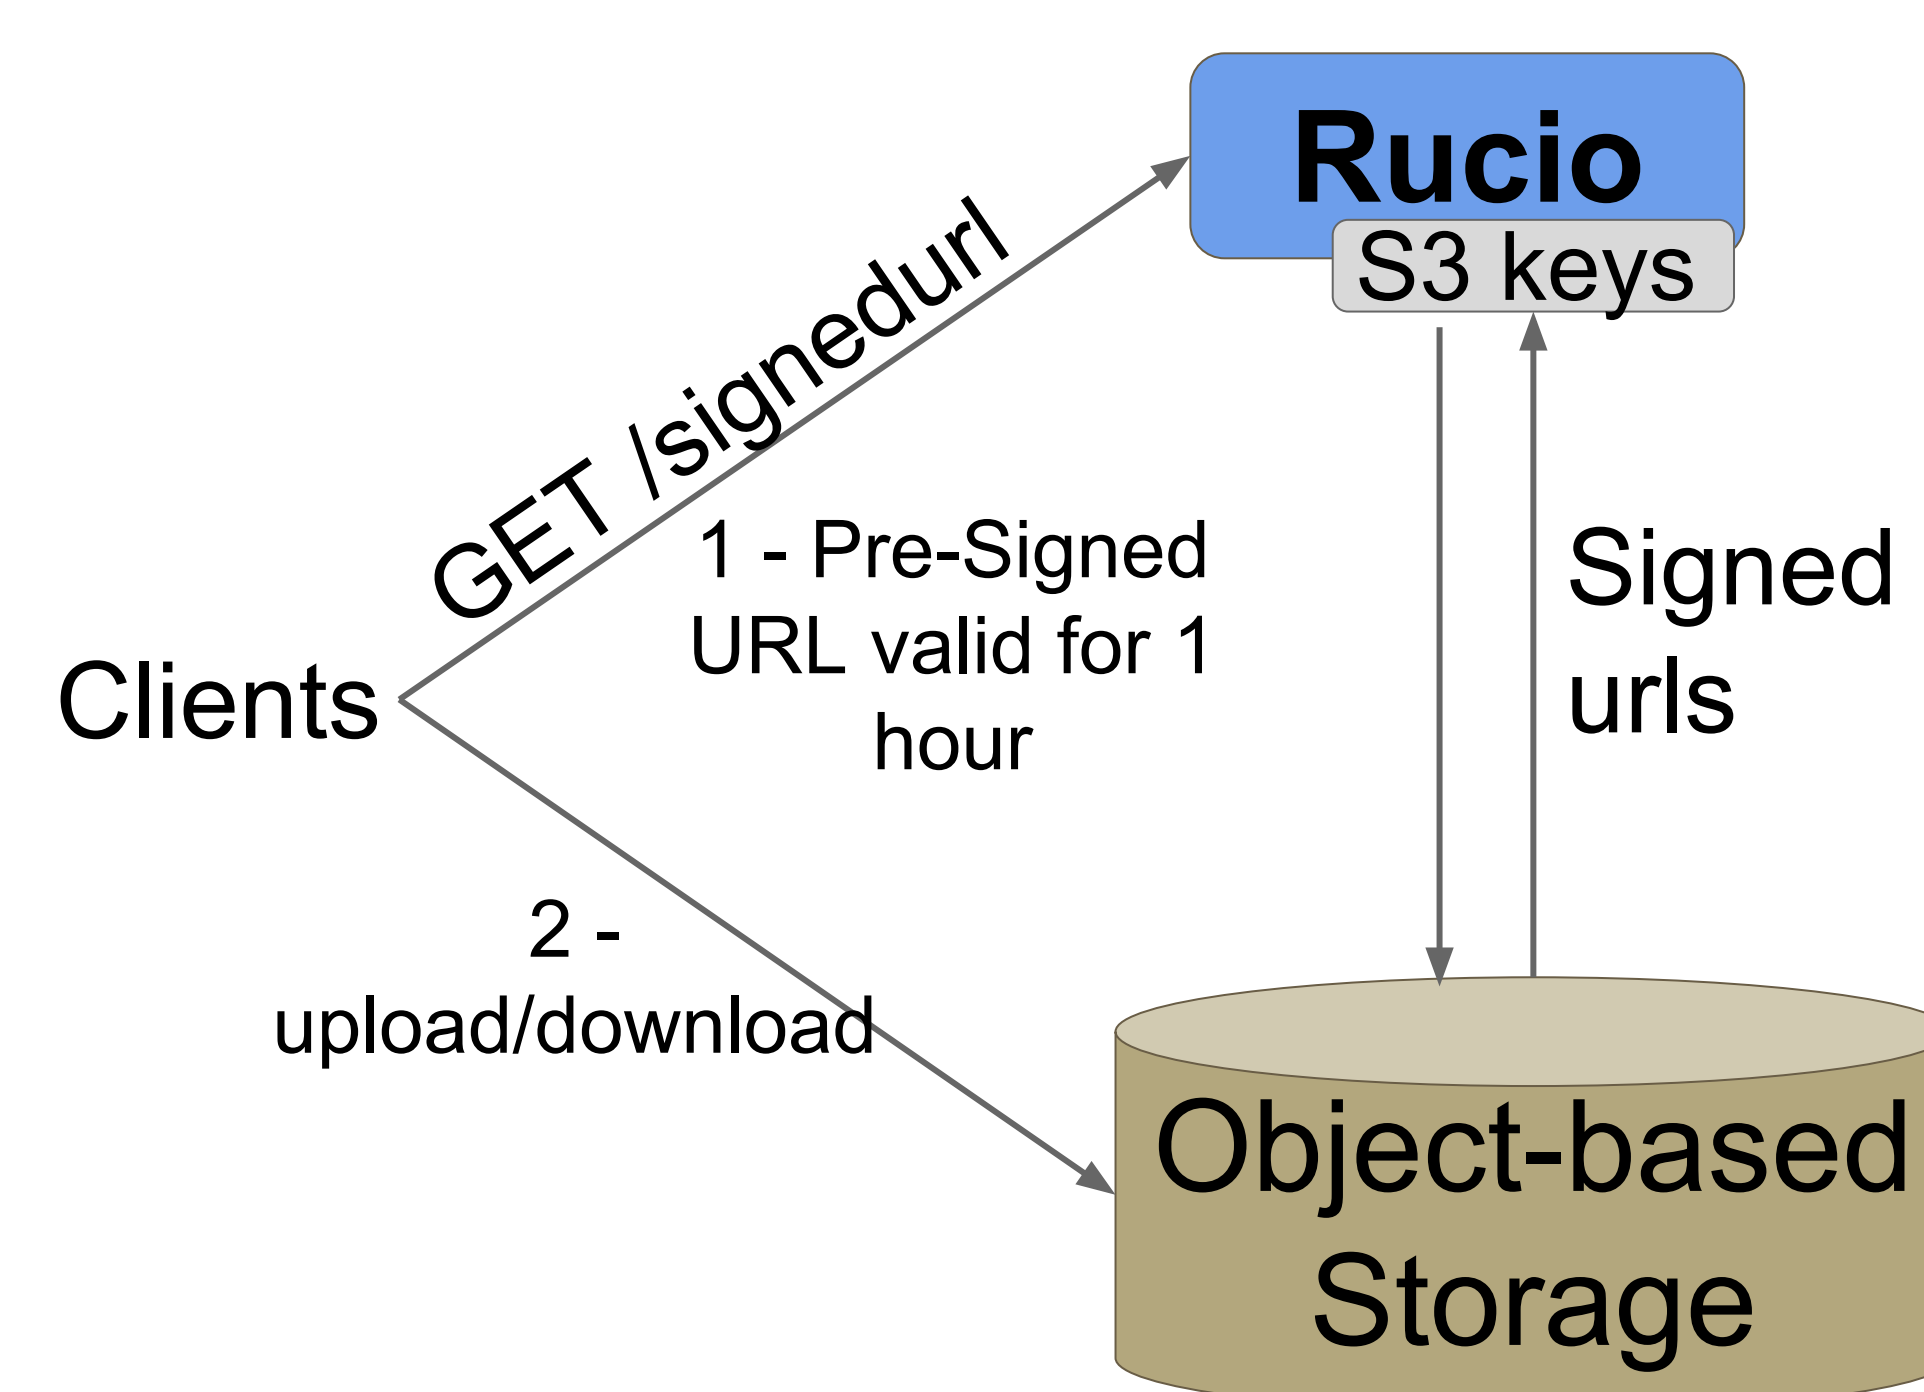 Rucio
S3 keys
GET /signedurl
1 - Pre-Signed
URL valid for 1
hour
Signed
urls
Clients
2 -
upload/download
Object-based
Storage